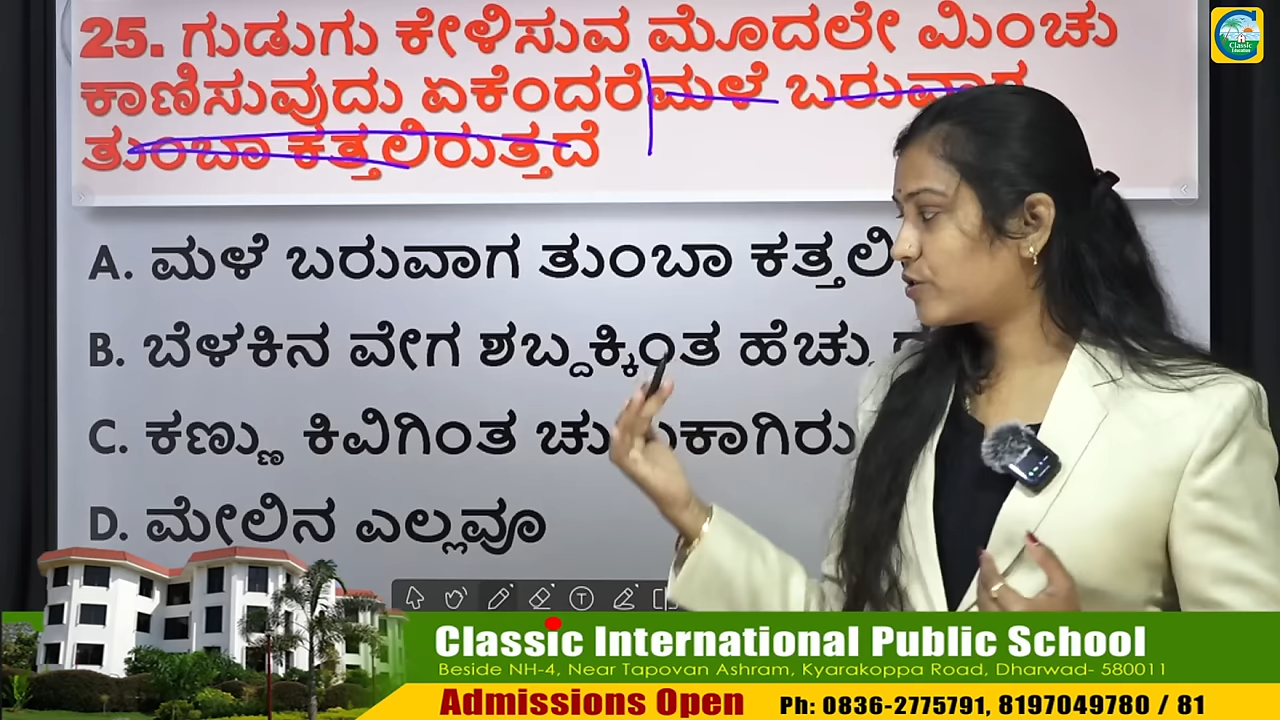 25. ಗುಡುಗು ಕೇಳಿಸುವ ಮೊದಲೇ ಮಿಂಚು
ಕಾಣಿಸುವುದು ಏಕೆಂದರೆ ಮಳೆ ಬರುವಾಗ
ತುಂಬಾ ಕತ್ತಲಿರುತ್ತದೆ
A. ಮಳೆ ಬರುವಾಗ ತುಂಬಾ
B. ಬೆಳಕಿನ ವೇಗ ಶಬ್ದಕ್ಕಿಂತ ಹೆಚ್ಚು
C. ಕಣ್ಣು ಕಿವಿಗಿಂತ
D. ಮೇಲಿನ ಎಲ್ಲವೂ
Classic
Education
Classic International Public School
Beside NH-4, Near Tapovan Ashram, Kyarakoppa Road, Dharwad- 580011
Admissions Open Ph: 0836-2775791, 8197049780 / 81